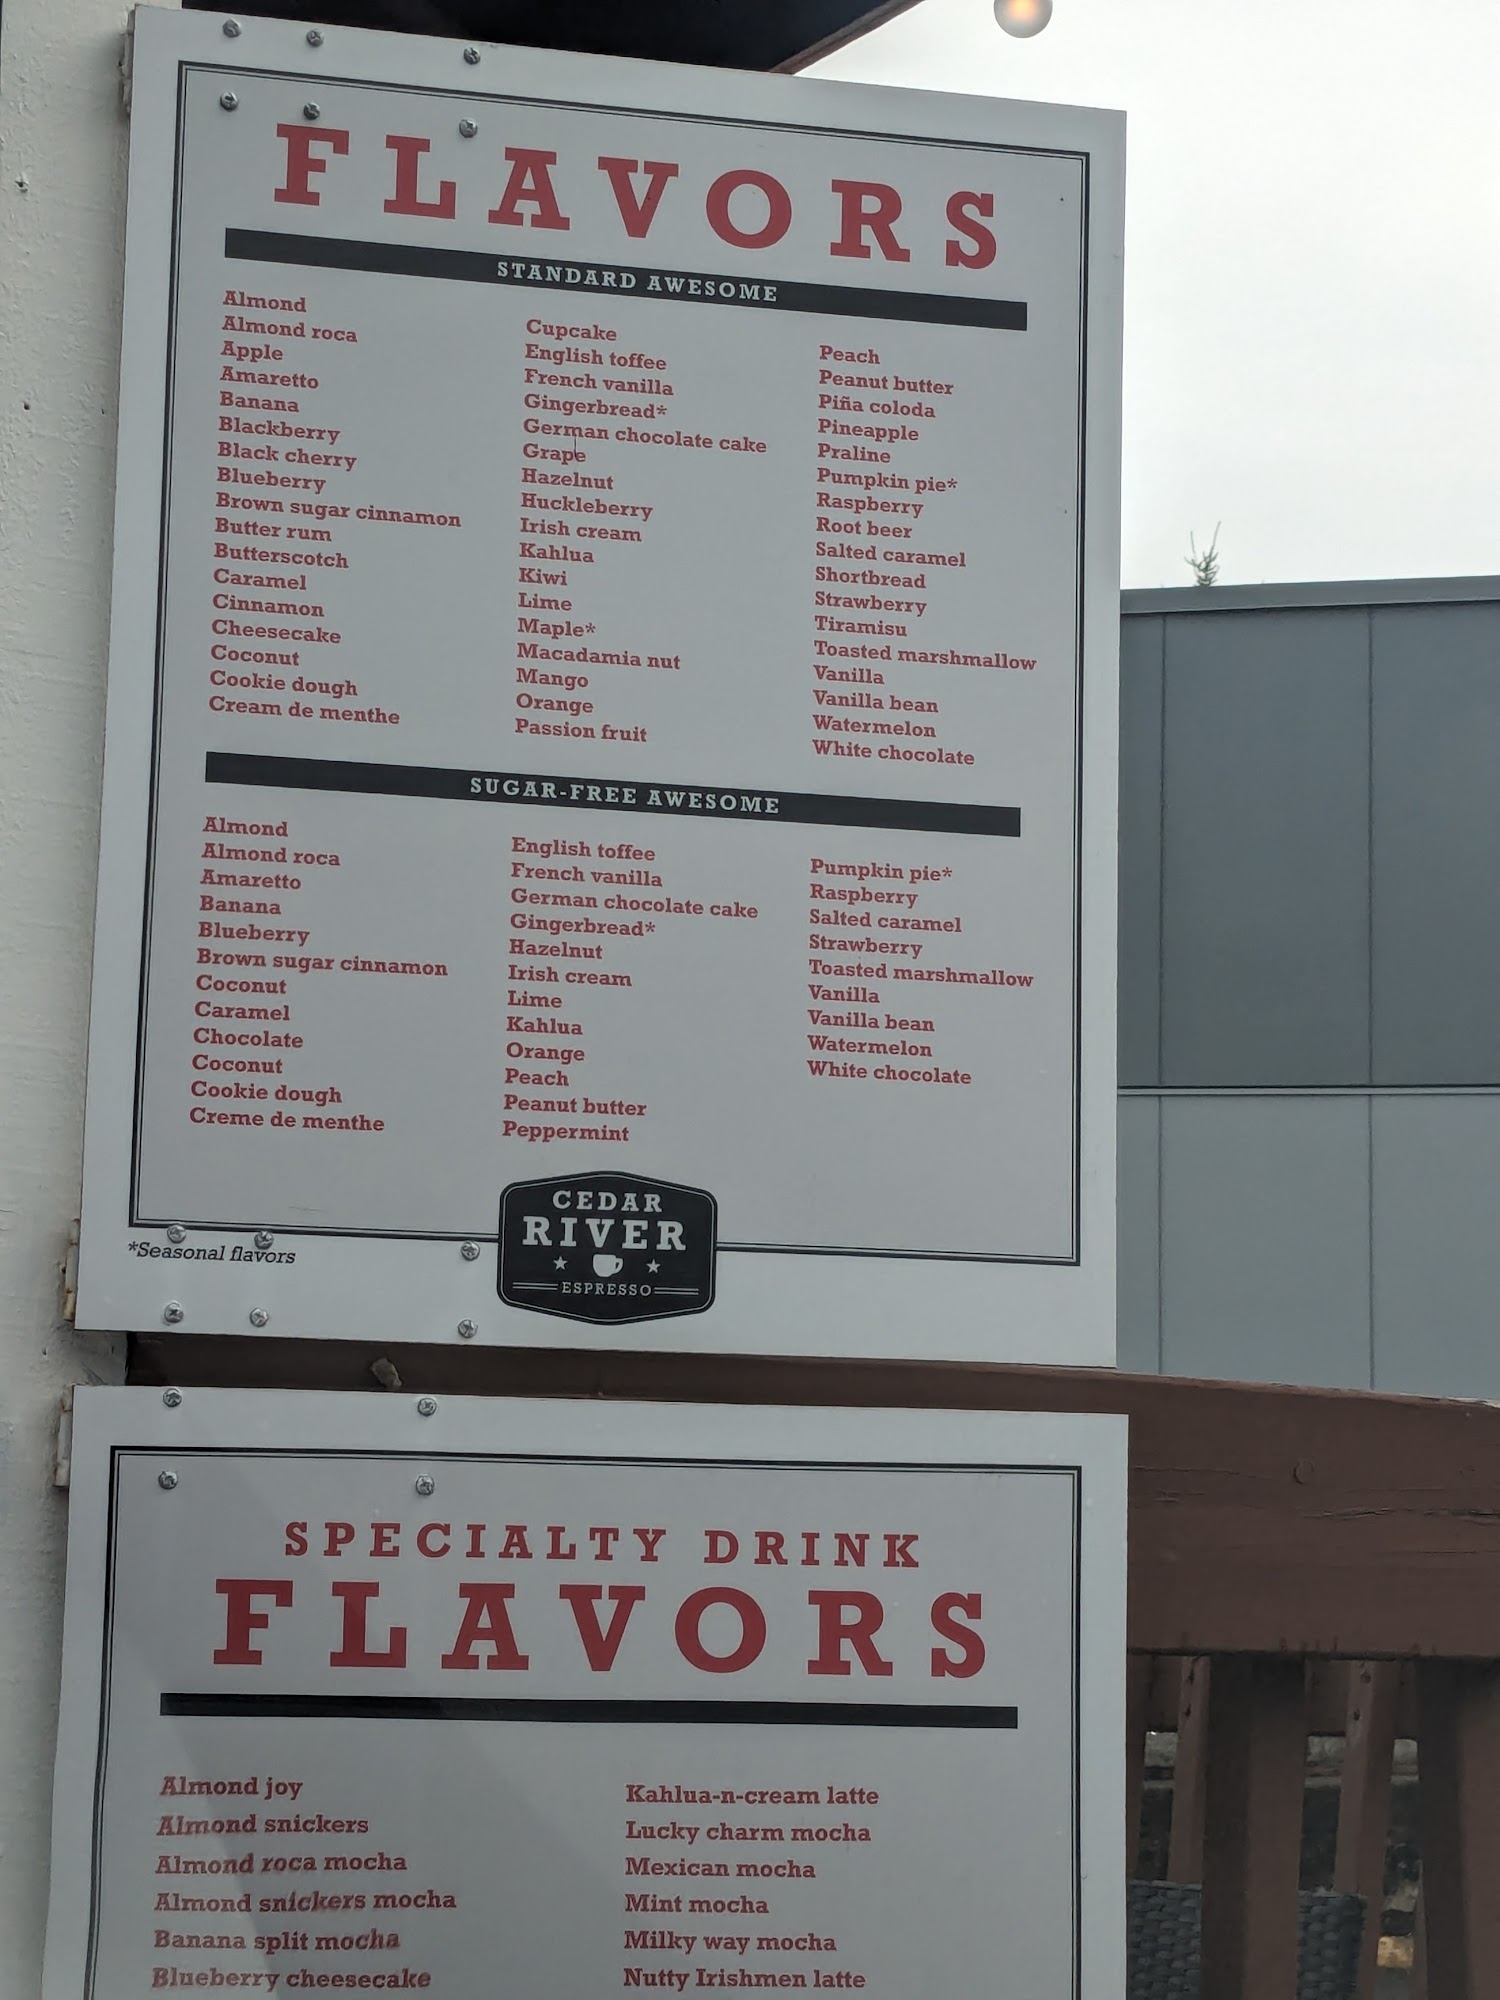 FLAVORS
STANDARD AWESOME
Almond
Almond roca
Apple
Amaretto
Banana
Blackberry
Black cherry
Blueberry
Brown sugar cinnamon
Butter rum
Butterscotch
Caramel
Cinnamon
Cheesecake
Coconut
Cookie dough
Cream de menthe
Cupcake
English toffee
French vanilla
Gingerbread*
German chocolate cake
Grape
Hazelnut
Huckleberry
Irish cream
Kahlua
Kiwi
Lime
Maple*
Macadamia nut
Mango
Orange
Passion fruit
Peach
Peanut butter
Piña coloda
Pineapple
Praline
Pumpkin pie*
Raspberry
Root beer
Salted caramel
Shortbread
Strawberry
Tiramisu
Toasted marshmallow
Vanilla
Vanilla bean
Watermelon
White chocolate
SUGAR-FREE AWESOME
Almond
Almond roca
Amaretto
Banana
Blueberry
Brown sugar cinnamon
Coconut
Caramel
Chocolate
Coconut
Cookie dough
Creme de menthe
English toffee
French vanilla
German chocolate cake
Gingerbread*
Hazelnut
Irish cream
Lime
Kahlua
Orange
Peach
Peanut butter
Peppermint
Pumpkin pie*
Raspberry
Salted caramel
Strawberry
Toasted marshmallow
Vanilla
Vanilla bean
Watermelon
White chocolate
*Seasonal flavors
CEDAR
RIVER
ESPRESSO
SPECIALTY DRINK
FLAVORS
Almond joy
Almond snickers
Almond roca mocha
Almond snickers mocha
Banana split mocha
Blueberry cheesecake
Kahlua-n-cream latte
Lucky charm mocha
Mexican mocha
Mint mocha
Milky way mocha
Nutty Irishmen latte